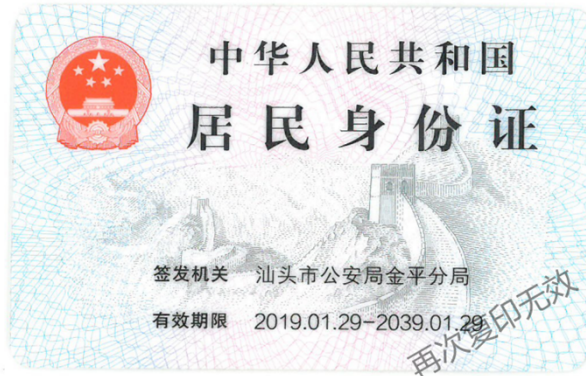 中华人民共和国
居民身份证
签发机关 汕头市公安局金平分局
有效期限 2019.01.29-2039.01.29
再次复印无效